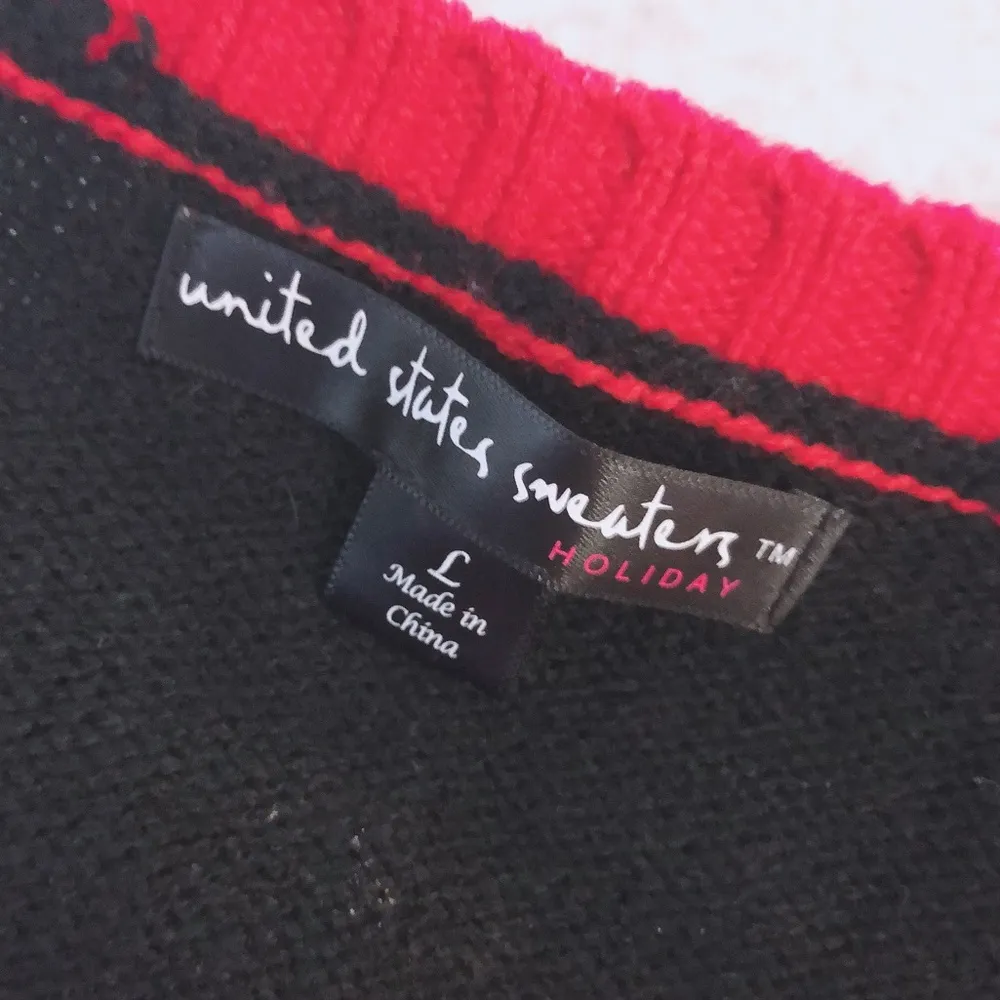 united states sweaters™
HOLIDAY
L
Made in
China